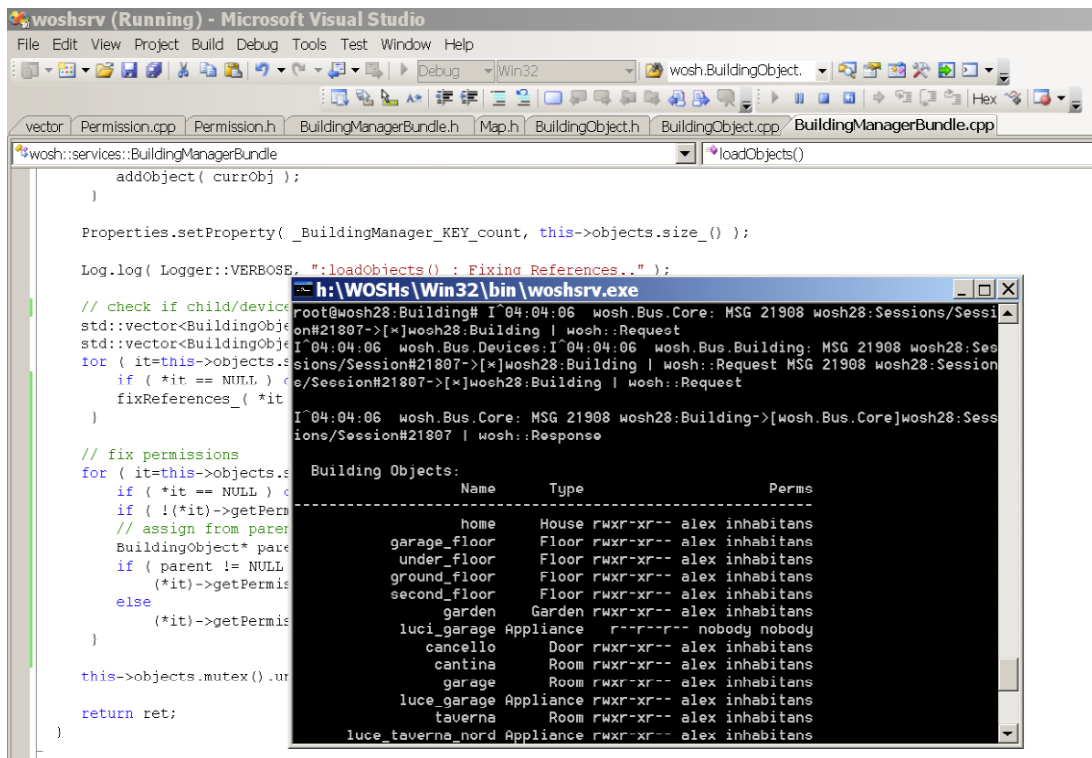 woshsrv (Running) - Microsoft Visual Studio
File Edit View Project Build Debug Tools Test Window Help
Debug Win32 wosh.BuildingObject.
Hex
vector Permission.cpp Permission.h BuildingManagerBundle.h Map.h BuildingObject.h BuildingObject.cpp BuildingManagerBundle.cpp
wosh::services::BuildingManagerBundle loadObjects()
addObject( currObj );
}
Properties.setProperty( _BuildingManager_KEY_count, this->objects.size_() );
Log.log( Logger::VERBOSE, ":loadObjects() : Fixing References.." );
// check if child/device
std::vector<BuildingObje
std::vector<BuildingObje
for ( it=this->objects.s
if ( *it == NULL ) c
fixReferences_( *it
}
// fix permissions
for ( it=this->objects.s
if ( *it == NULL ) c
if ( !(*it)->getPerm
// assign from paren
BuildingObject* pare
if ( parent != NULL
(*it)->getPermis
else
(*it)->getPermis
}
this->objects.mutex().un
return ret;
}
h:\WOSHs\Win32\bin\woshsrv.exe
root@wosh28:Building# I^04:04:06 wosh.Bus.Core: MSG 21908 wosh28:Sessions/Sessi
on#21807->[*]wosh28:Building | wosh::Request
I^04:04:06 wosh.Bus.Devices:I^04:04:06 wosh.Bus.Building: MSG 21908 wosh28:Ses
sions/Session#21807->[*]wosh28:Building | wosh::Request MSG 21908 wosh28:Session
s/Session#21807->[*]wosh28:Building | wosh::Request
I^04:04:06 wosh.Bus.Core: MSG 21908 wosh28:Building->[wosh.Bus.Core]wosh28:Sess
ions/Session#21807 | wosh::Response
Building Objects:
Name Type Perms
--------------------------------------------------------------
home House rwxr-xr-- alex inhabitans
garage_floor Floor rwxr-xr-- alex inhabitans
under_floor Floor rwxr-xr-- alex inhabitans
ground_floor Floor rwxr-xr-- alex inhabitans
second_floor Floor rwxr-xr-- alex inhabitans
garden Garden rwxr-xr-- alex inhabitans
luci_garage Appliance r--r--r-- nobody nobody
cancello Door rwxr-xr-- alex inhabitans
cantina Room rwxr-xr-- alex inhabitans
garage Room rwxr-xr-- alex inhabitans
luce_garage Appliance rwxr-xr-- alex inhabitans
taverna Room rwxr-xr-- alex inhabitans
luce_taverna_nord Appliance rwxr-xr-- alex inhabitans